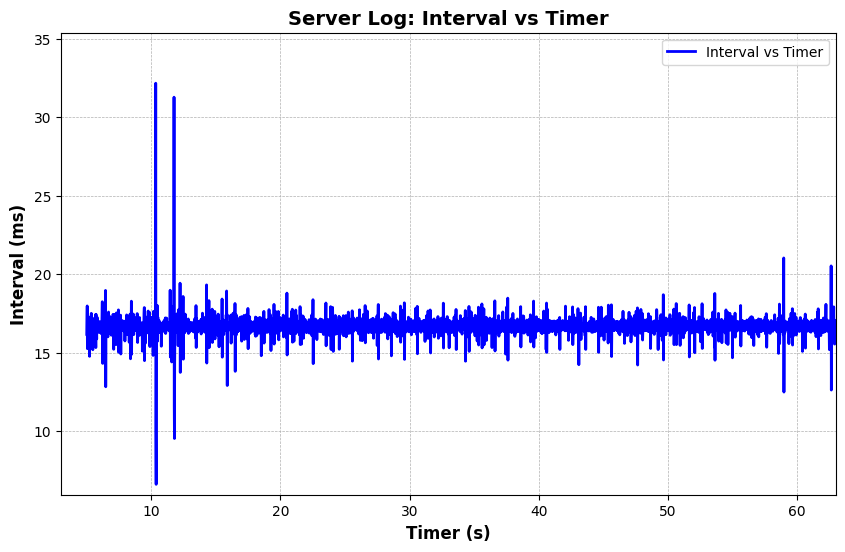 Server Log: Interval vs Timer
Interval vs Timer
35
30
25
20
15
10
Interval (ms)
10 20 30 40 50 60
Timer (s)